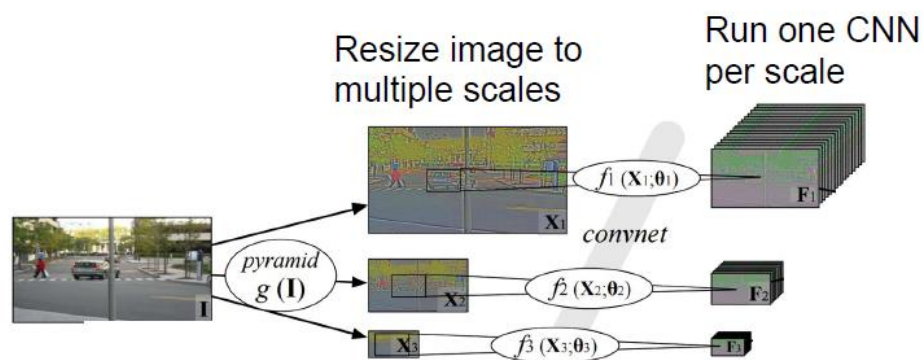 Resize image to
multiple scales
Run one CNN
per scale
I
pyramid
g (I)
X1
f1 (X1;θ1)
F1
convnet
X2
f2 (X2;θ2)
F2
X3
f3 (X3;θ3)
F3